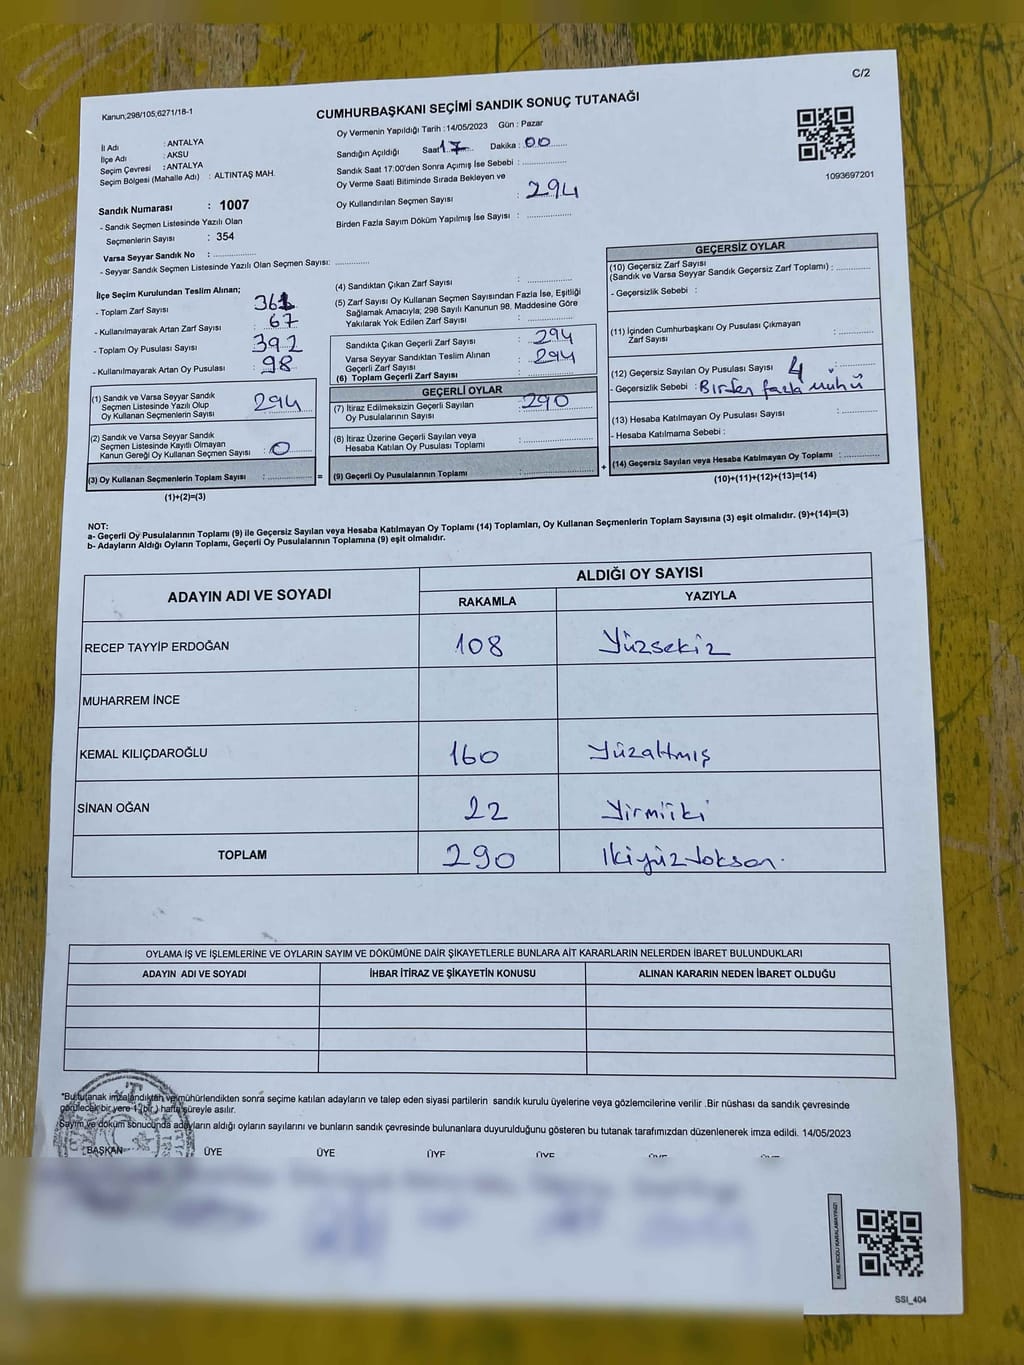 C/2
Kanun;298/105;6271/18-1
CUMHURBAŞKANI SEÇİMİ SANDIK SONUÇ TUTANAĞI
İl Adı : ANTALYA
İlçe Adı : AKSU
Seçim Çevresi : ANTALYA
Seçim Bölgesi (Mahalle Adı) : ALTINTAŞ MAH.
Sandık Numarası : 1007
- Sandık Seçmen Listesinde Yazılı Olan
Seçmenlerin Sayısı : 354
Varsa Seyyar Sandık No : ..............
- Seyyar Sandık Seçmen Listesinde Yazılı Olan Seçmen Sayısı: ............
Oy Vermenin Yapıldığı Tarih :14/05/2023 Gün : Pazar
Sandığın Açıldığı Saat 17 Dakika : 00
Sandık Saat 17:00'den Sonra Açımış İse Sebebi : ..............
Oy Verme Saati Bitiminde Sırada Bekleyen ve
Oy Kullandırılan Seçmen Sayısı : 294
Birden Fazla Sayım Döküm Yapılmış İse Sayısı : ..............
1093697201
İlçe Seçim Kurulundan Teslim Alınan;
- Toplam Zarf Sayısı : 361
- Kullanılmayarak Artan Zarf Sayısı : 67
- Toplam Oy Pusulası Sayısı : 392
- Kullanılmayarak Artan Oy Pusulası : 98
(1) Sandık ve Varsa Seyyar Sandık
Seçmen Listesinde Yazılı Olup
Oy Kullanan Seçmenlerin Sayısı : 294
(2) Sandık ve Varsa Seyyar Sandık
Seçmen Listesinde Kayıtlı Olmayan
Kanun Gereği Oy Kullanan Seçmen Sayısı : 0
(3) Oy Kullanan Seçmenlerin Toplam Sayısı : ............ =
(1)+(2)=(3)
(4) Sandıktan Çıkan Zarf Sayısı : ..............
(5) Zarf Sayısı Oy Kullanan Seçmen Sayısından Fazla İse, Eşitliği
Sağlamak Amacıyla; 298 Sayılı Kanunun 98. Maddesine Göre
Yakılarak Yok Edilen Zarf Sayısı : ..............
Sandıkta Çıkan Geçerli Zarf Sayısı : 294
Varsa Seyyar Sandıktan Teslim Alınan
Geçerli Zarf Sayısı : 294
(6) Toplam Geçerli Zarf Sayısı : ..............
GEÇERLİ OYLAR
(7) İtiraz Edilmeksizin Geçerli Sayılan
Oy Pusulasının Sayısı : 290
(8) İtiraz Üzerine Geçerli Sayılan veya
Hesaba Katılan Oy Pusulası Toplamı : ..............
(9) Geçerli Oy Pusulalarının Toplamı : .............. +
GEÇERSİZ OYLAR
(10) Geçersiz Zarf Sayısı
(Sandık ve Varsa Seyyar Sandık Geçersiz Zarf Toplamı) : ............
- Geçersizlik Sebebi :
(11) İçinden Cumhurbaşkanı Oy Pusulası Çıkmayan
Zarf Sayısı : ............
(12) Geçersiz Sayılan Oy Pusulası Sayısı : 4
- Geçersizlik Sebebi : Birden fazla mühü
(13) Hesaba Katılmayan Oy Pusulası Sayısı : ............
- Hesaba Katılmama Sebebi :
(14) Geçersiz Sayılan veya Hesaba Katılmayan Oy Toplamı : ............
(10)+(11)+(12)+(13)=(14)
NOT:
a- Geçerli Oy Pusulalarının Toplamı (9) ile Geçersiz Sayılan veya Hesaba Katılmayan Oy Toplamı (14) Toplamları, Oy Kullanan Seçmenlerin Toplam Sayısına (3) eşit olmalıdır. (9)+(14)=(3)
b- Adayların Aldığı Oyların Toplamı, Geçerli Oy Pusulalarının Toplamına (9) eşit olmalıdır.
ADAYIN ADI VE SOYADI ALDIĞI OY SAYISI
RAKAMLA YAZIYLA
RECEP TAYYİP ERDOĞAN 108 Yüzsekiz
MUHARREM İNCE
KEMAL KILIÇDAROĞLU 160 Yüzaltmış
SİNAN OĞAN 22 Yirmiiki
TOPLAM 290 İkiyüzdoksan.
OYLAMA İŞ VE İŞLEMLERİNE VE OYLARIN SAYIM VE DÖKÜMÜNE DAİR ŞİKAYETLERLE BUNLARA AİT KARARLARIN NELERDEN İBARET BULUNDUKLARI
ADAYIN ADI VE SOYADI İHBAR İTİRAZ VE ŞİKAYETİN KONUSU ALINAN KARARIN NEDEN İBARET OLDUĞU
*Bu tutanak imzalandıktan ve mühürlendikten sonra seçime katılan adayların ve talep eden siyasi partilerin sandık kurulu üyelerine veya gözlemcilerine verilir .Bir nüshası da sandık çevresinde
görülecek bir yere 1 (bir ) hafta süreyle asılır.
Sayım ve döküm sonucunda adayların aldığı oyların sayılarını ve bunların sandık çevresinde bulunanlara duyurulduğunu gösteren bu tutanak tarafımızdan düzenlenerek imza edildi. 14/05/2023
BAŞKAN ÜYE ÜYE ÜYE ÜYE ÜYE ÜYE
KARE KODU KARALAMAYINIZ!
SSI_404